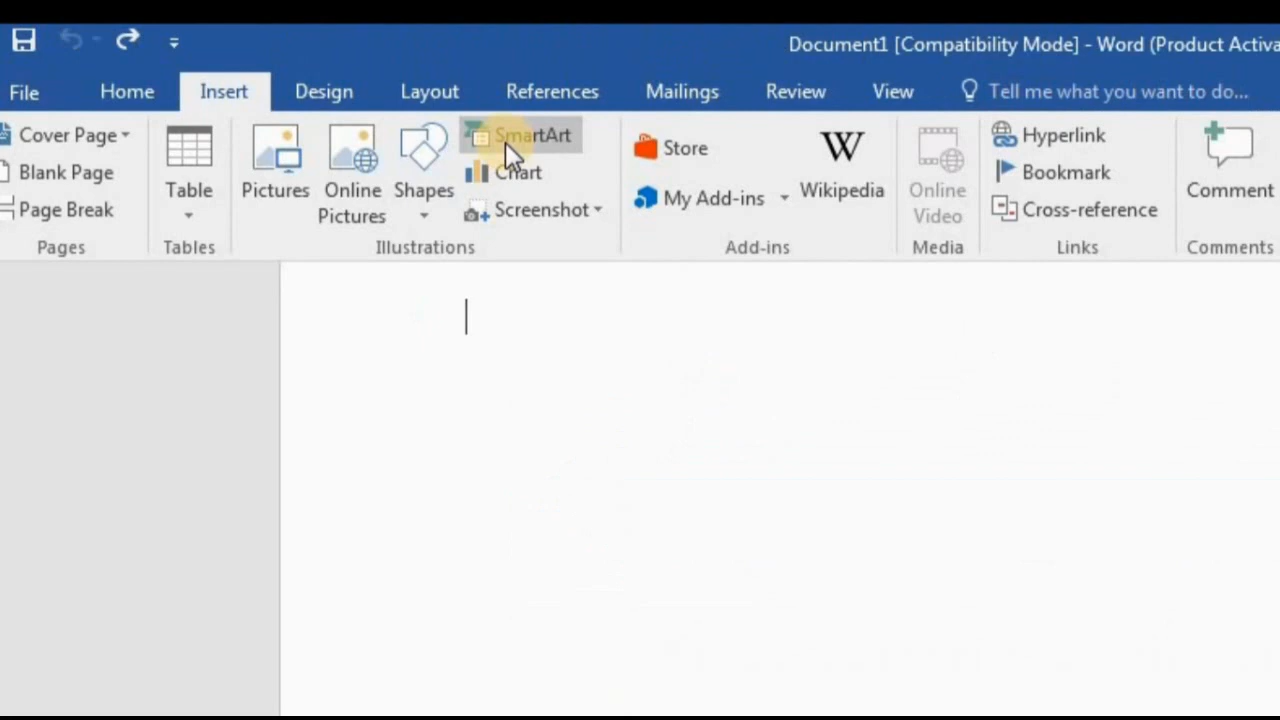 Document1 [Compatibility Mode] - Word (Product Activa
File Home Insert Design Layout References Mailings Review View Tell me what you want to do...
Cover Page
Blank Page
Page Break
Pages
Table
Tables
Pictures
Online
Pictures
Shapes
SmartArt
Chart
Screenshot
Illustrations
Store
My Add-ins
W
Wikipedia
Add-ins
Online
Video
Media
Hyperlink
Bookmark
Cross-reference
Links
Comment
Comments